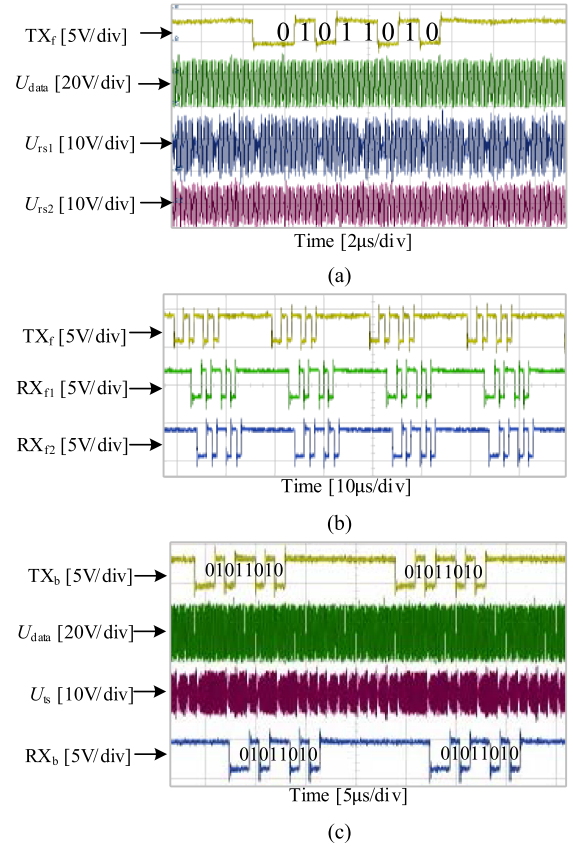 (a)
TXf [5V/div]
0 1 0 1 1 0 1 0
Udata [20V/div]
Urs1 [10V/div]
Urs2 [10V/div]
Time [2μs/div]
(a)
TXf [5V/div]
RXf1 [5V/div]
RXf2 [5V/div]
Time [10μs/div]
(b)
TXb [5V/div]
01011010 01011010
Udata [20V/div]
Uts [10V/div]
RXb [5V/div]
01011010 01011010
Time [5μs/div]
(c)